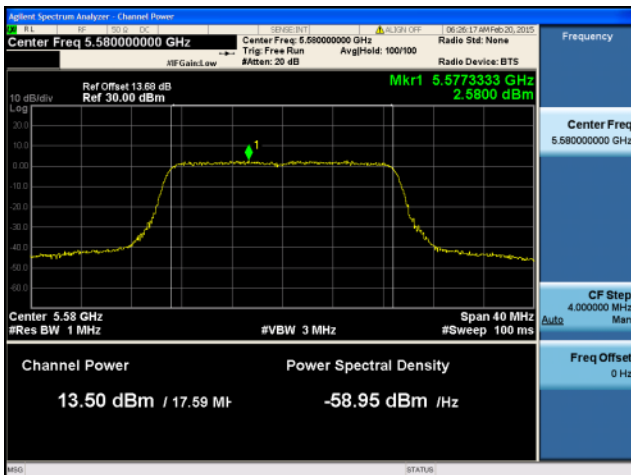 Agilent Spectrum Analyzer - Channel Power
RL RF 50 Ω DC SENSE:INT ALIGN OFF 06:26:17 AM Feb 20, 2015
Center Freq 5.580000000 GHz
Center Freq: 5.580000000 GHz
Radio Std: None
Trig: Free Run Avg|Hold: 100/100
#IFGain:Low #Atten: 20 dB
Radio Device: BTS
Ref Offset 13.68 dB
Mkr1 5.5773333 GHz
10 dB/div Ref 30.00 dBm
2.5800 dBm
Log
20.0
10.0
0.00
-10.0
-20.0
-30.0
-40.0
-50.0
-60.0
1
Center 5.58 GHz
Span 40 MHz
#Res BW 1 MHz
#VBW 3 MHz
#Sweep 100 ms
Channel Power
Power Spectral Density
13.50 dBm / 17.59 MH
-58.95 dBm /Hz
MSG
STATUS
Frequency
Center Freq
5.580000000 GHz
CF Step
4.000000 MHz
Auto Man
Freq Offset
0 Hz